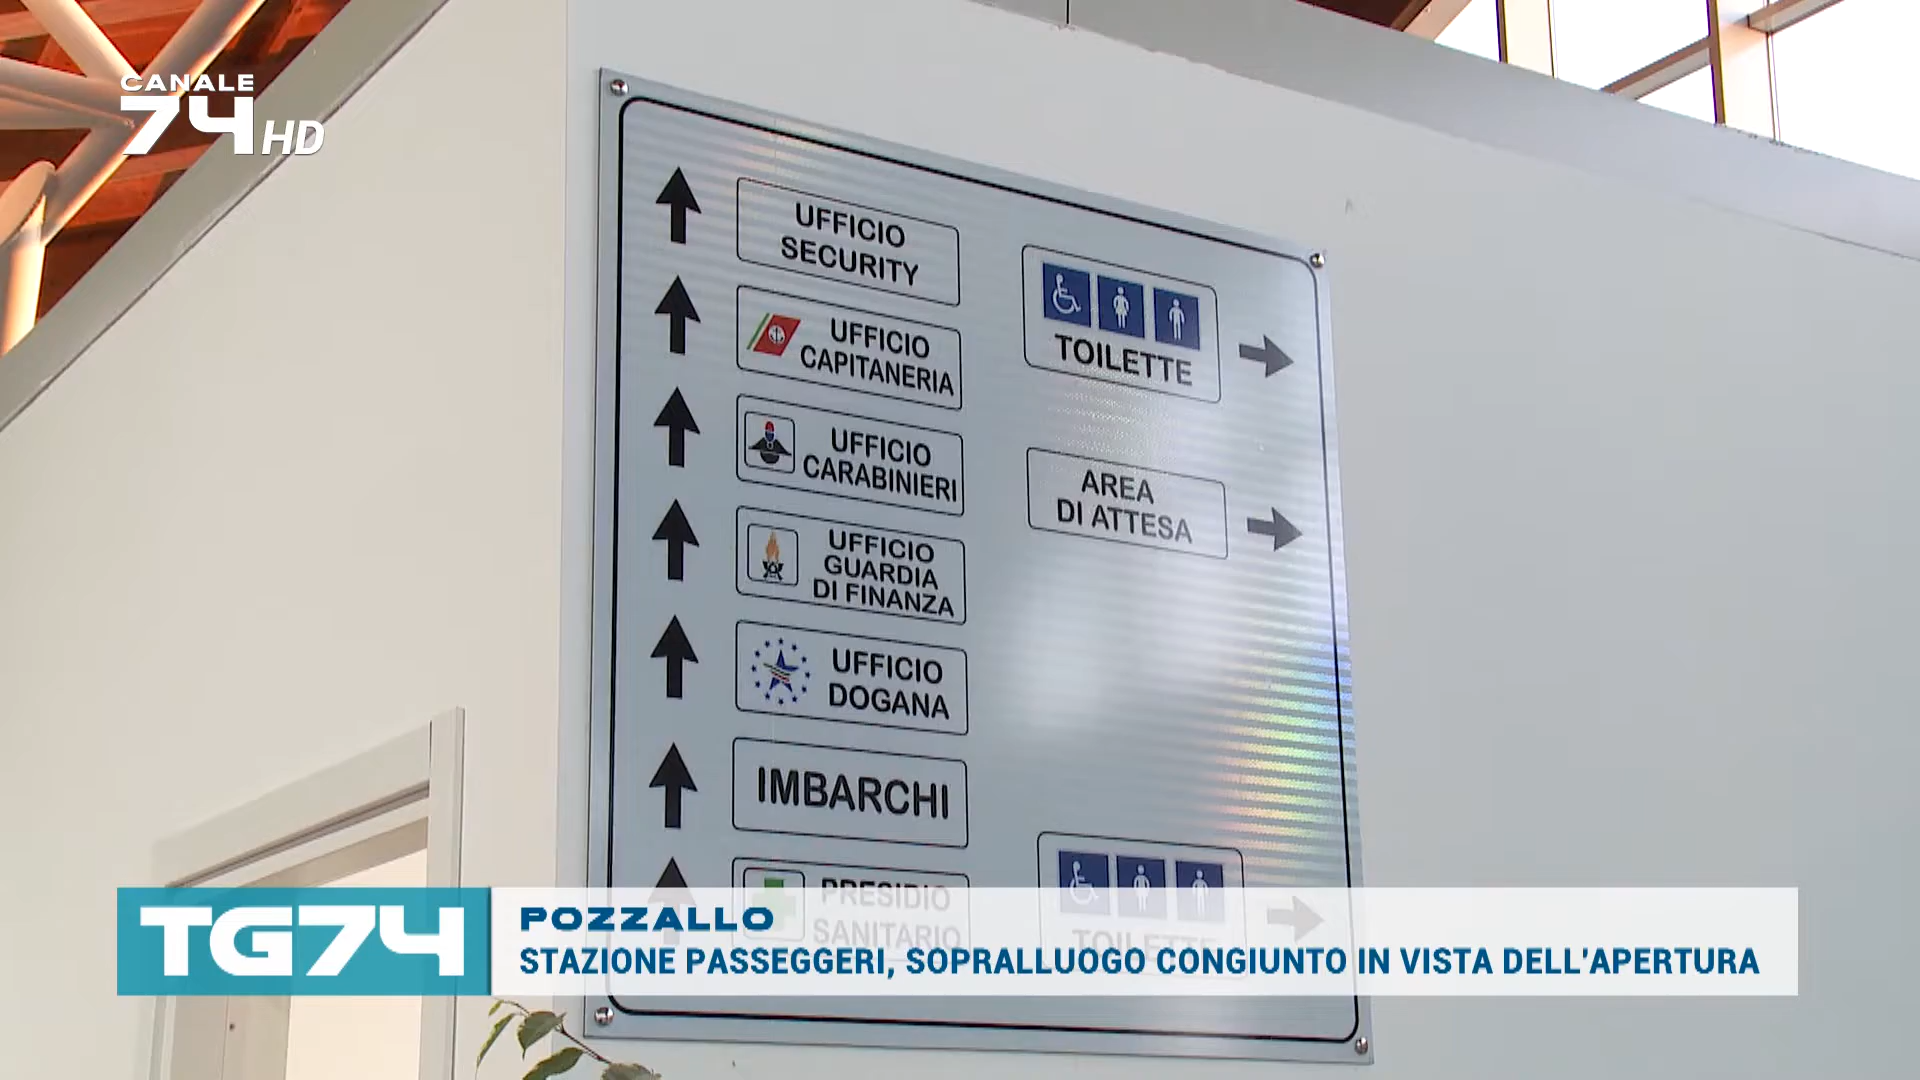 CANALE
74 HD
UFFICIO
SECURITY
UFFICIO
CAPITANERIA
UFFICIO
CARABINIERI
UFFICIO
GUARDIA
DI FINANZA
UFFICIO
DOGANA
IMBARCHI
PRESIDIO
SANITARIO
TOILETTE
AREA
DI ATTESA
TOILETTE
TG74
POZZALLO
STAZIONE PASSEGGERI, SOPRALLUOGO CONGIUNTO IN VISTA DELL'APERTURA